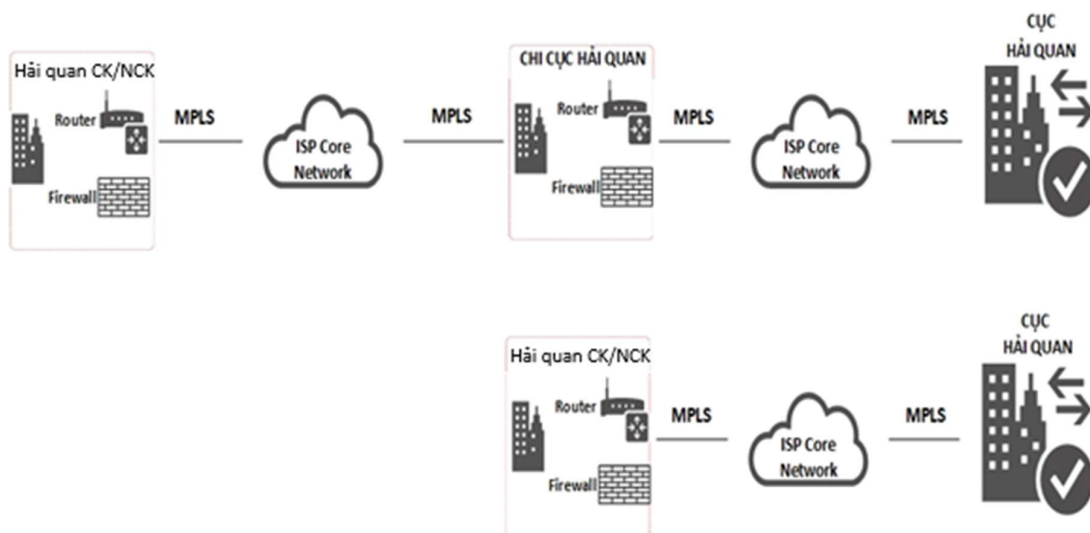 CỤC
HẢI QUAN
Hải quan CK/NCK
CHI CỤC HẢI QUAN
Router
MPLS
MPLS
Router
MPLS
MPLS
ISP Core
Network
ISP Core
Network
Firewall
Firewall
CỤC
HẢI QUAN
Hải quan CK/NCK
Router
MPLS
MPLS
ISP Core
Network
Firewall